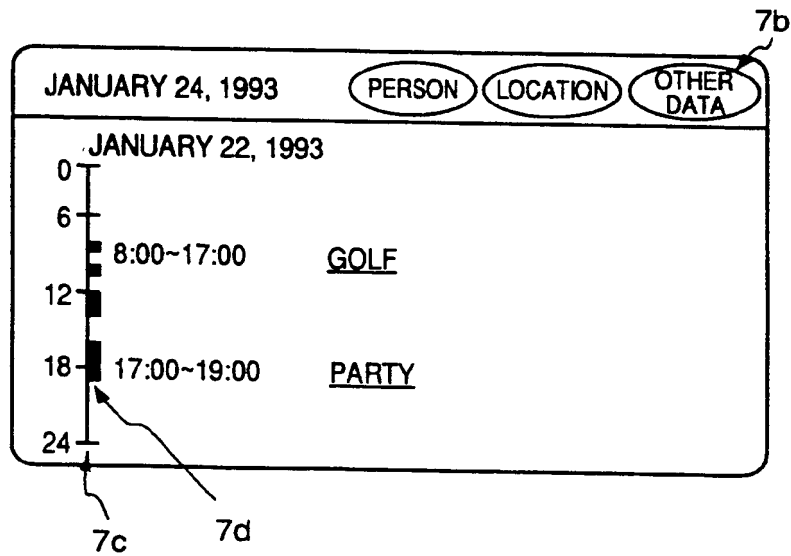 7b
JANUARY 24, 1993 PERSON LOCATION OTHER DATA
JANUARY 22, 1993
0
6
8:00~17:00 GOLF
12
18 17:00~19:00 PARTY
24
7c 7d